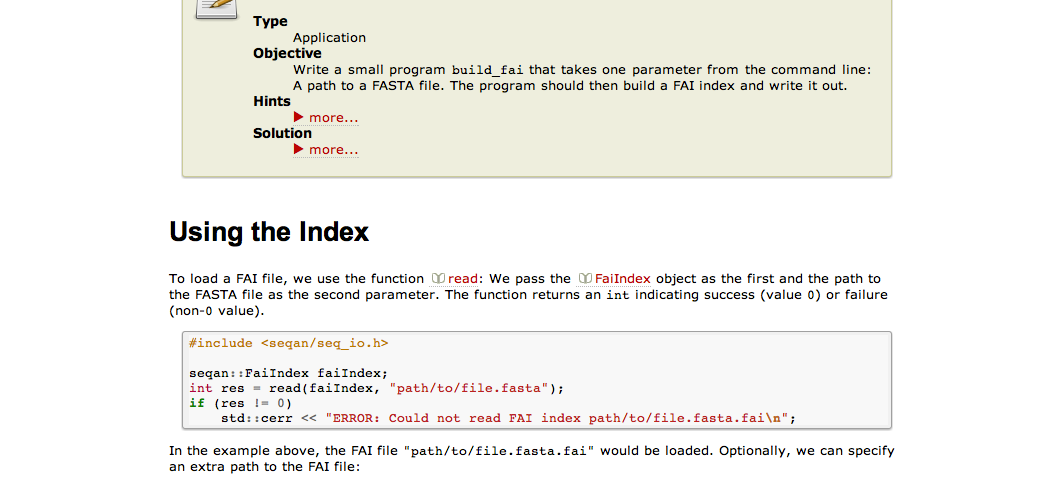 Type
Application
Objective
Write a small program build_fai that takes one parameter from the command line:
A path to a FASTA file. The program should then build a FAI index and write it out.
Hints
▶ more...
Solution
▶ more...
Using the Index
To load a FAI file, we use the function read: We pass the FaiIndex object as the first and the path to
the FASTA file as the second parameter. The function returns an int indicating success (value 0) or failure
(non-0 value).
#include <seqan/seq_io.h>
seqan::FaiIndex faiIndex;
int res = read(faiIndex, "path/to/file.fasta");
if (res != 0)
    std::cerr << "ERROR: Could not read FAI index path/to/file.fasta.fai\n";
In the example above, the FAI file "path/to/file.fasta.fai" would be loaded. Optionally, we can specify
an extra path to the FAI file: